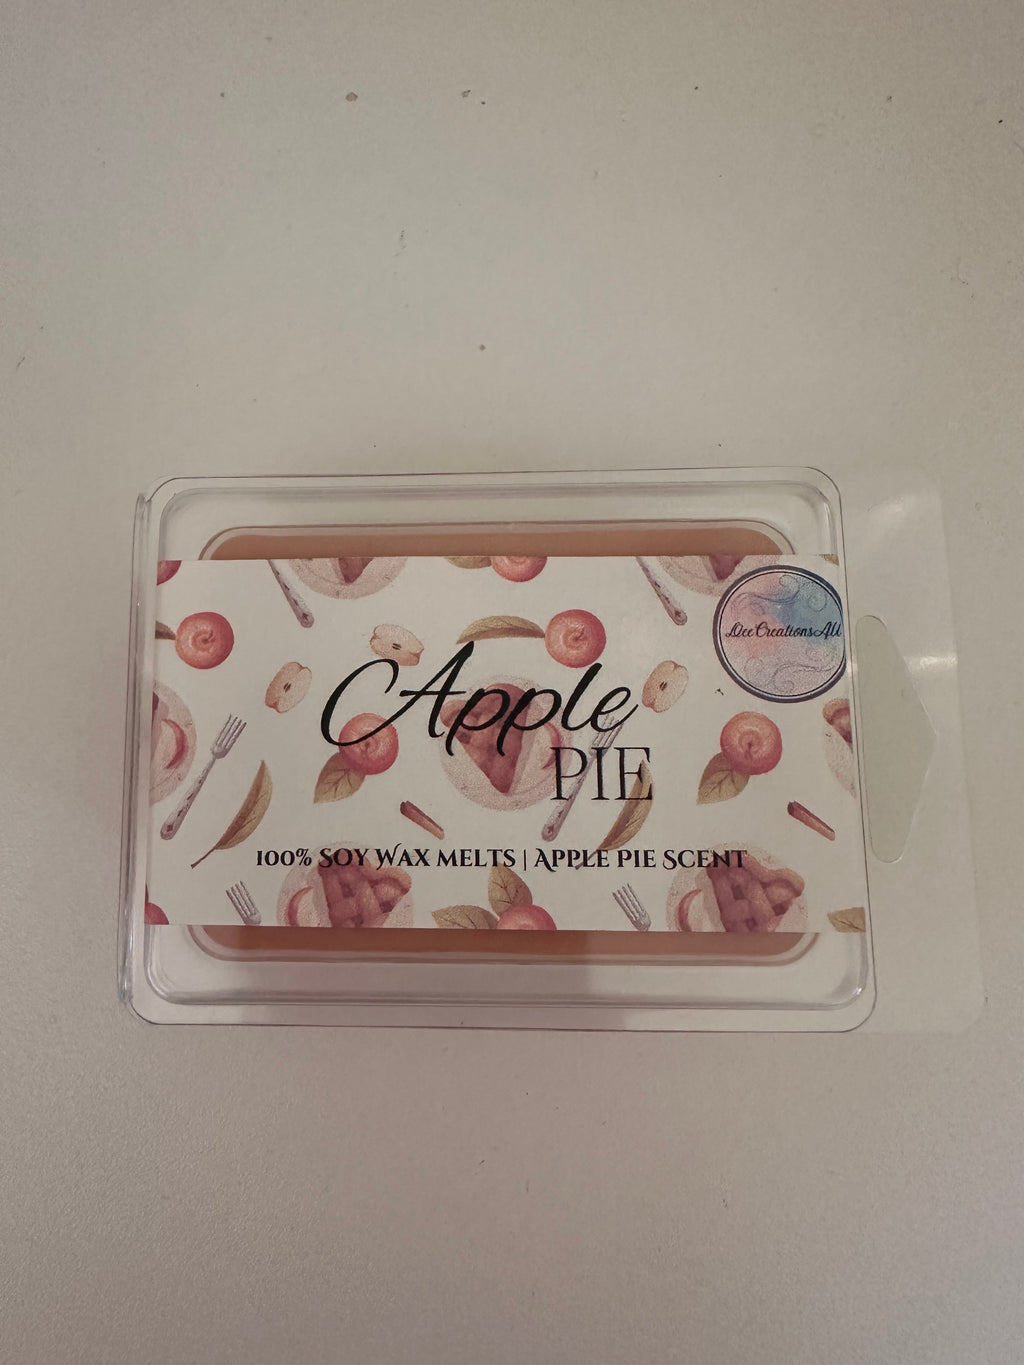 DeeCreationsAU
Apple
PIE
100% SOY WAX MELTS | APPLE PIE SCENT